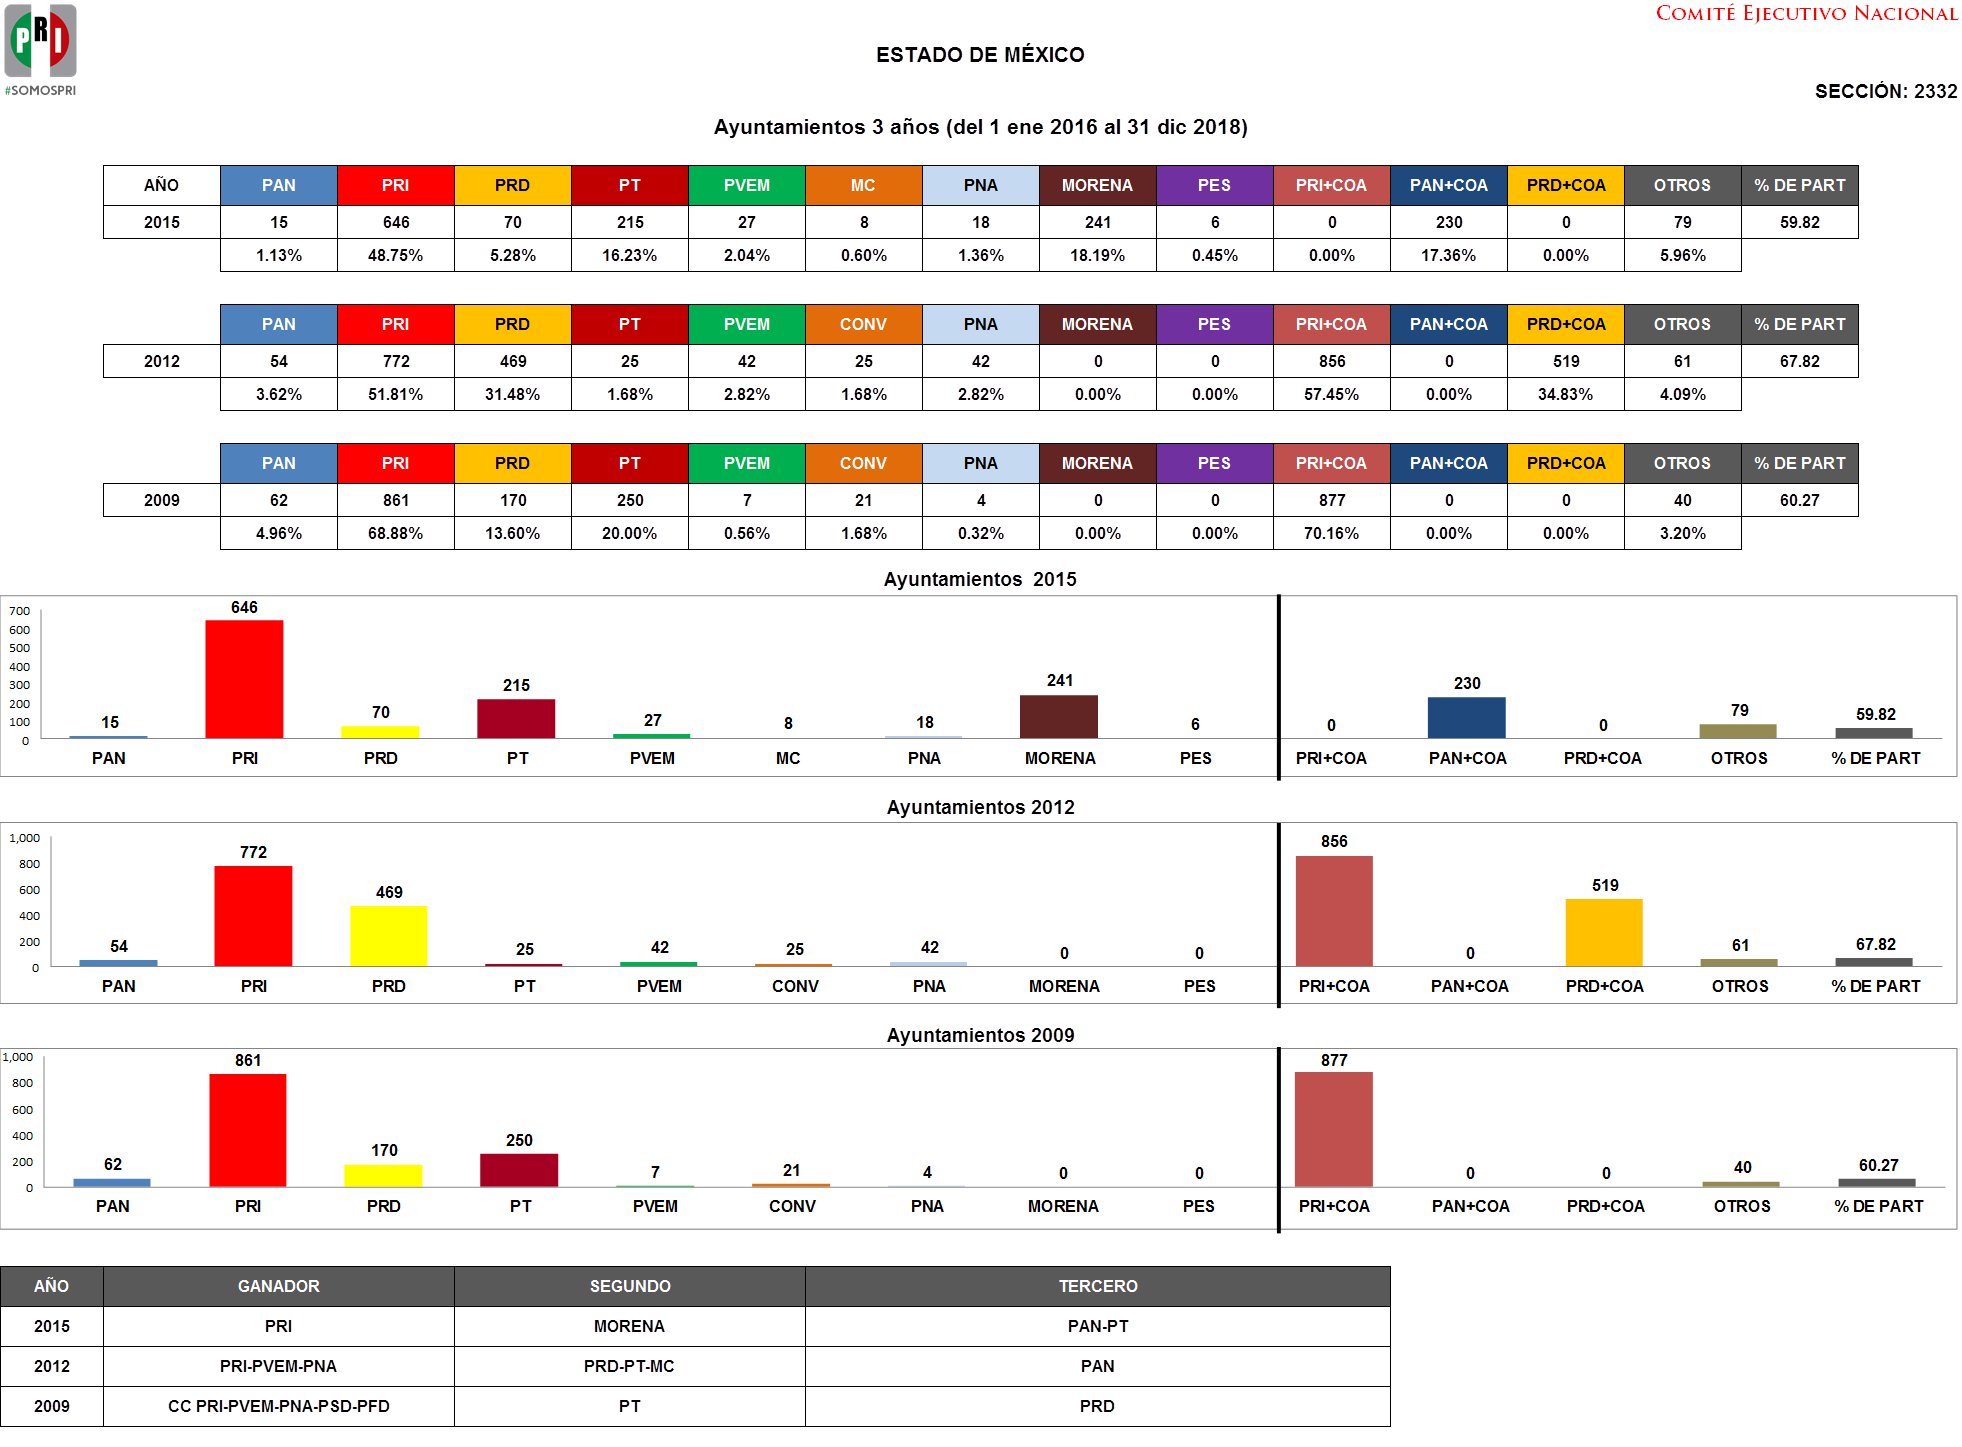 PRI
#SOMOSPRI
COMITÉ EJECUTIVO NACIONAL
ESTADO DE MÉXICO
SECCIÓN: 2332
Ayuntamientos 3 años (del 1 ene 2016 al 31 dic 2018)
AÑO PAN PRI PRD PT PVEM MC PNA MORENA PES PRI+COA PAN+COA PRD+COA OTROS % DE PART
2015 15 646 70 215 27 8 18 241 6 0 230 0 79 59.82
1.13% 48.75% 5.28% 16.23% 2.04% 0.60% 1.36% 18.19% 0.45% 0.00% 17.36% 0.00% 5.96%
PAN PRI PRD PT PVEM CONV PNA MORENA PES PRI+COA PAN+COA PRD+COA OTROS % DE PART
2012 54 772 469 25 42 25 42 0 0 856 0 519 61 67.82
3.62% 51.81% 31.48% 1.68% 2.82% 1.68% 2.82% 0.00% 0.00% 57.45% 0.00% 34.83% 4.09%
PAN PRI PRD PT PVEM CONV PNA MORENA PES PRI+COA PAN+COA PRD+COA OTROS % DE PART
2009 62 861 170 250 7 21 4 0 0 877 0 0 40 60.27
4.96% 68.88% 13.60% 20.00% 0.56% 1.68% 0.32% 0.00% 0.00% 70.16% 0.00% 0.00% 3.20%
Ayuntamientos 2015
700
600
500
400
300
200
100
0
15 646 70 215 27 8 18 241 6 0 230 0 79 59.82
PAN PRI PRD PT PVEM MC PNA MORENA PES PRI+COA PAN+COA PRD+COA OTROS % DE PART
Ayuntamientos 2012
1,000
800
600
400
200
0
54 772 469 25 42 25 42 0 0 856 0 519 61 67.82
PAN PRI PRD PT PVEM CONV PNA MORENA PES PRI+COA PAN+COA PRD+COA OTROS % DE PART
Ayuntamientos 2009
1,000
800
600
400
200
0
62 861 170 250 7 21 4 0 0 877 0 0 40 60.27
PAN PRI PRD PT PVEM CONV PNA MORENA PES PRI+COA PAN+COA PRD+COA OTROS % DE PART
AÑO GANADOR SEGUNDO TERCERO
2015 PRI MORENA PAN-PT
2012 PRI-PVEM-PNA PRD-PT-MC PAN
2009 CC PRI-PVEM-PNA-PSD-PFD PT PRD